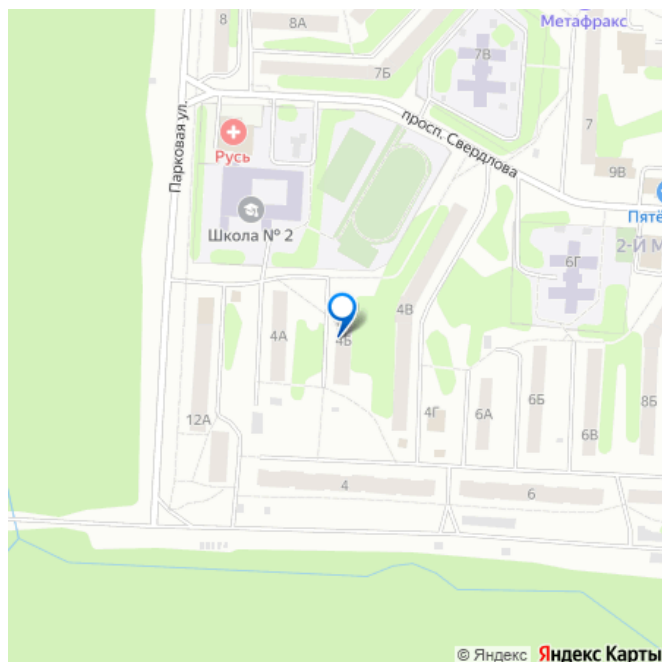 Метафракс
8
8А
7Б
7В
просп. Свердлова
7
Парковая ул.
Русь
9В
Пятё
Школа № 2
2-Й М
6Г
4А
4Б
4В
12А
4Г
6А
6Б
6В
8Б
4
6
© Яндекс Яндекс Карты